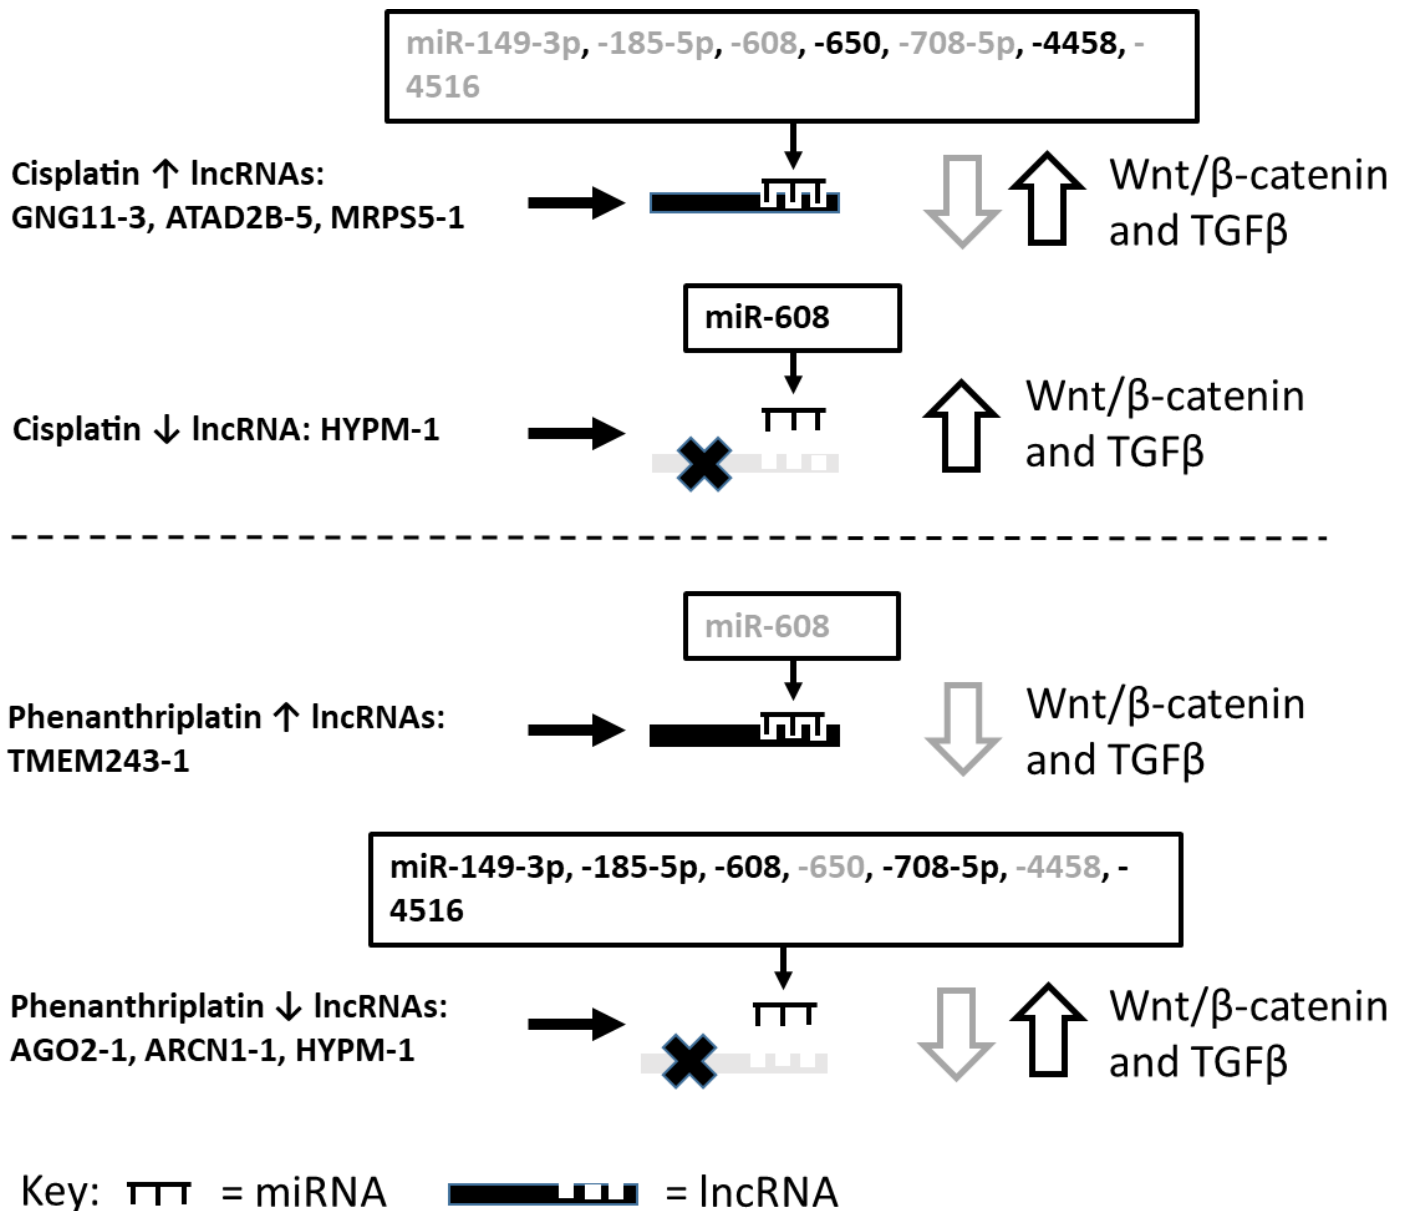 miR-149-3p, -185-5p, -608, -650, -708-5p, -4458, -
4516
Cisplatin ↑ lncRNAs:
GNG11-3, ATAD2B-5, MRPS5-1
Wnt/β-catenin
and TGFβ
miR-608
Cisplatin ↓ lncRNA: HYPM-1
Wnt/β-catenin
and TGFβ
miR-608
Phenanthriplatin ↑ lncRNAs:
TMEM243-1
Wnt/β-catenin
and TGFβ
miR-149-3p, -185-5p, -608, -650, -708-5p, -4458, -
4516
Phenanthriplatin ↓ lncRNAs:
AGO2-1, ARCN1-1, HYPM-1
Wnt/β-catenin
and TGFβ
Key: = miRNA = lncRNA